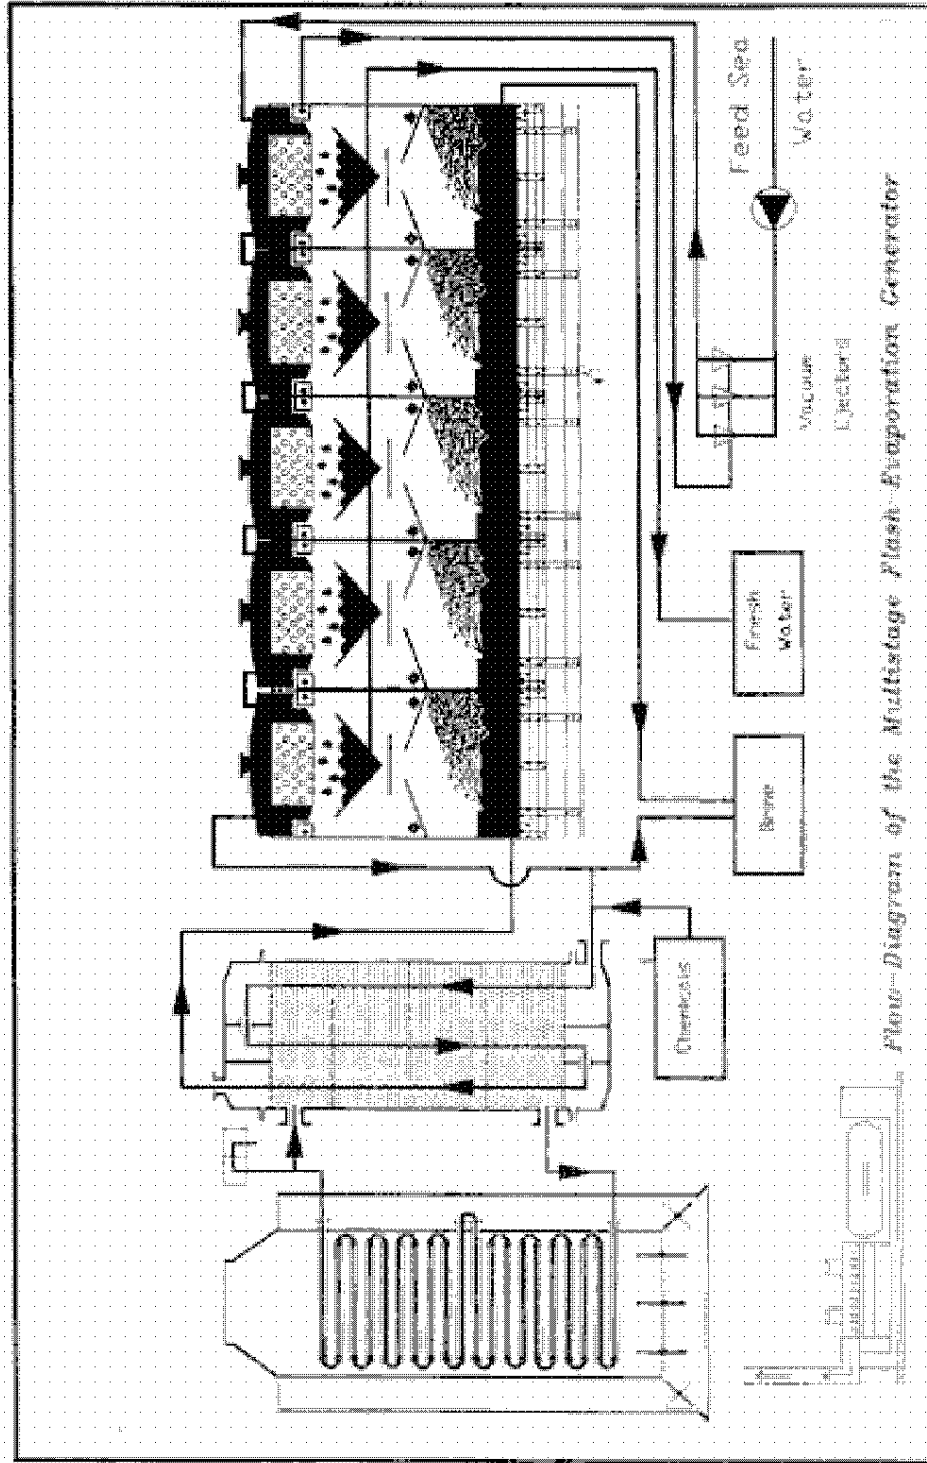 Feed Sea
Water
Vacuum
Ejectors
Fresh
Water
Brine
Chemicals
Flow-Diagram of the Multistage Flash Evaporation Generator